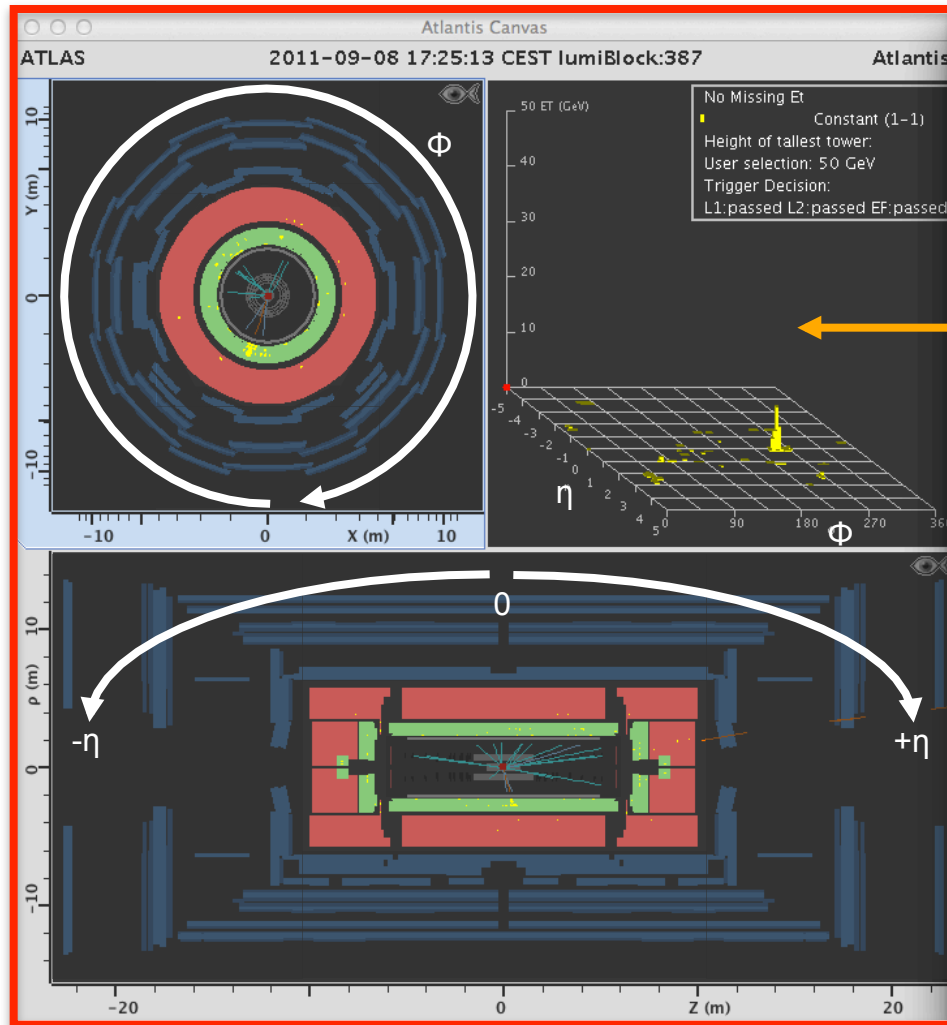 Atlantis Canvas
ATLAS 2011-09-08 17:25:13 CEST lumiBlock:387 Atlantis
10
Y (m)
0
-10
Φ
-10 0 X (m) 10
50 ET (GeV)
40
30
20
10
0
No Missing Et
Constant (1-1)
Height of tallest tower:
User selection: 50 GeV
Trigger Decision:
L1:passed L2:passed EF:passed
-5
-4
-3
-2
-1
0
1
2
3
4
5
η
0 90 180 270 36
Φ
10
ρ (m)
0
-10
0
-η
+η
-20 0 Z (m) 20